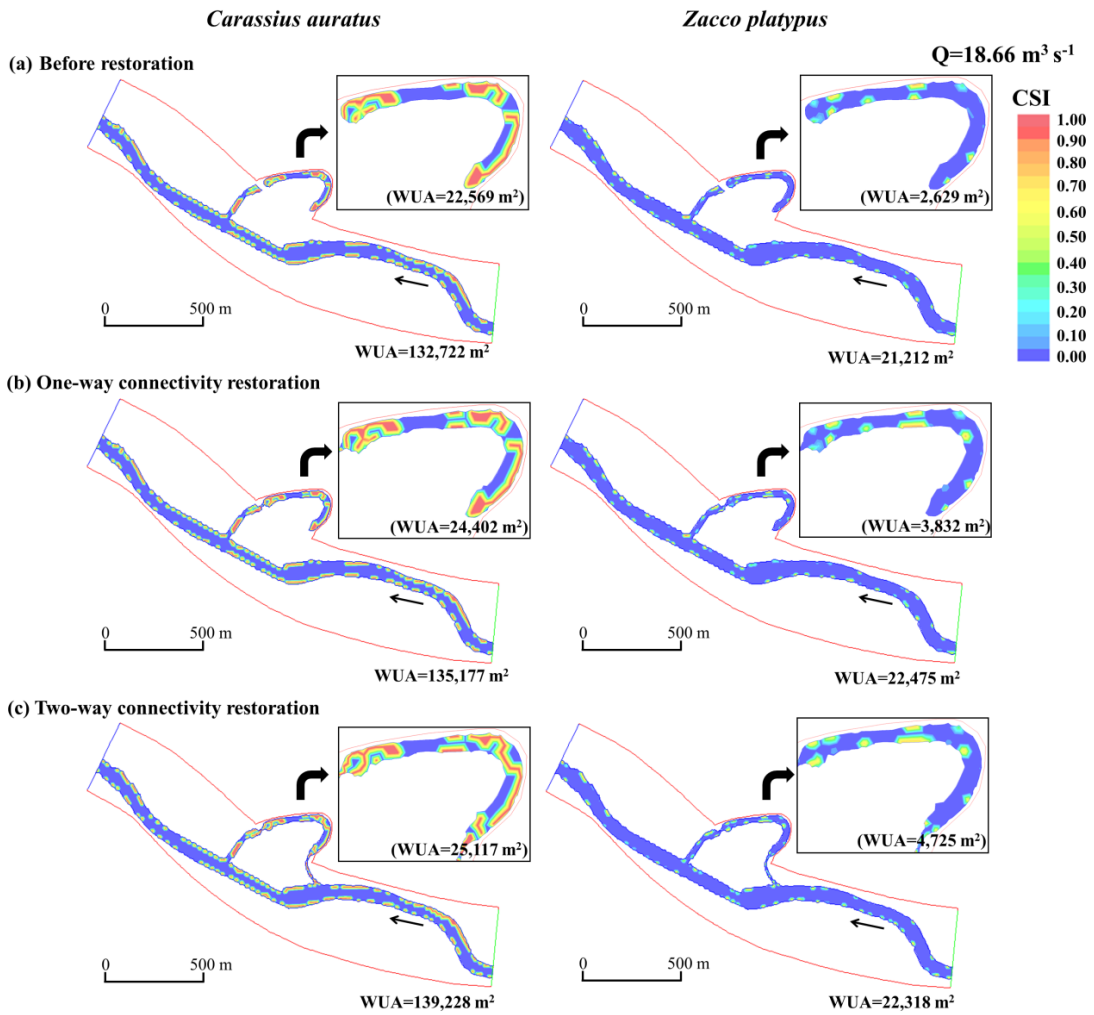 Carassius auratus
Zacco platypus
(a) Before restoration
Q=18.66 m³ s⁻¹
CSI
1.00
0.90
0.80
0.70
0.60
0.50
0.40
0.30
0.20
0.10
0.00
(WUA=22,569 m²)
(WUA=2,629 m²)
0 500 m
0 500 m
WUA=132,722 m²
WUA=21,212 m²
(b) One-way connectivity restoration
(WUA=24,402 m²)
(WUA=3,832 m²)
0 500 m
0 500 m
WUA=135,177 m²
WUA=22,475 m²
(c) Two-way connectivity restoration
(WUA=25,117 m²)
(WUA=4,725 m²)
0 500 m
0 500 m
WUA=139,228 m²
WUA=22,318 m²